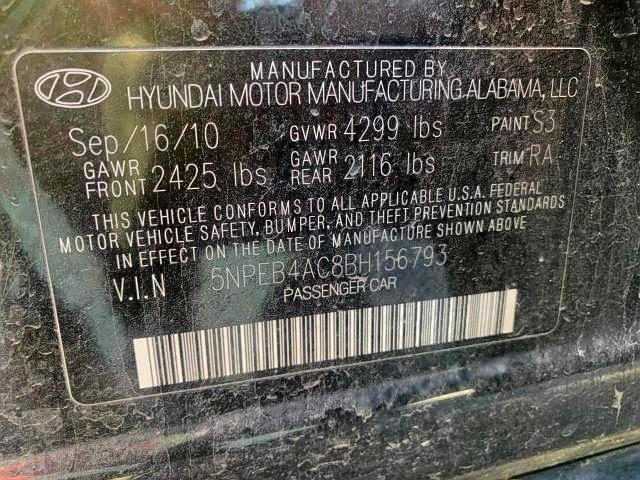 MANUFACTURED BY
HYUNDAI MOTOR MANUFACTURING ALABAMA, LLC
Sep/16/10 GVWR 4299 lbs PAINT S3
GAWR FRONT 2425 lbs GAWR REAR 2116 lbs TRIM RA
THIS VEHICLE CONFORMS TO ALL APPLICABLE U.S.A. FEDERAL
MOTOR VEHICLE SAFETY, BUMPER, AND THEFT PREVENTION STANDARDS
IN EFFECT ON THE DATE OF MANUFACTURE SHOWN ABOVE
V.I.N 5NPEB4AC8BH156793
PASSENGER CAR